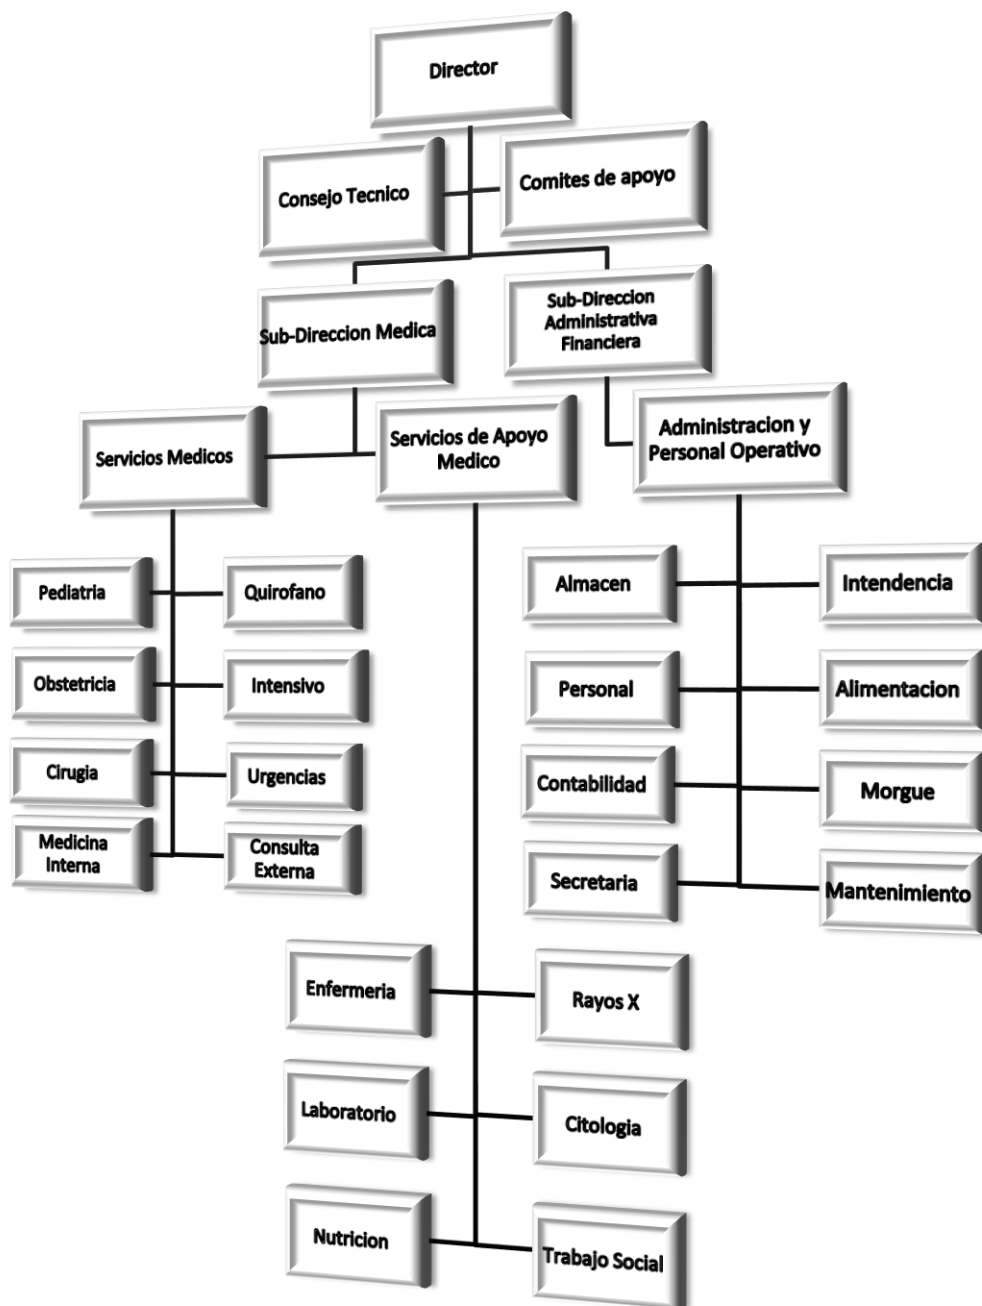 Director
Consejo Tecnico
Comites de apoyo
Sub-Direccion Medica
Sub-Direccion
Administrativa
Financiera
Servicios Medicos
Servicios de Apoyo
Medico
Administracion y
Personal Operativo
Pediatria
Quirofano
Obstetricia
Intensivo
Cirugia
Urgencias
Medicina
Interna
Consulta
Externa
Almacen
Intendencia
Personal
Alimentacion
Contabilidad
Morgue
Secretaria
Mantenimiento
Enfermeria
Rayos X
Laboratorio
Citologia
Nutricion
Trabajo Social